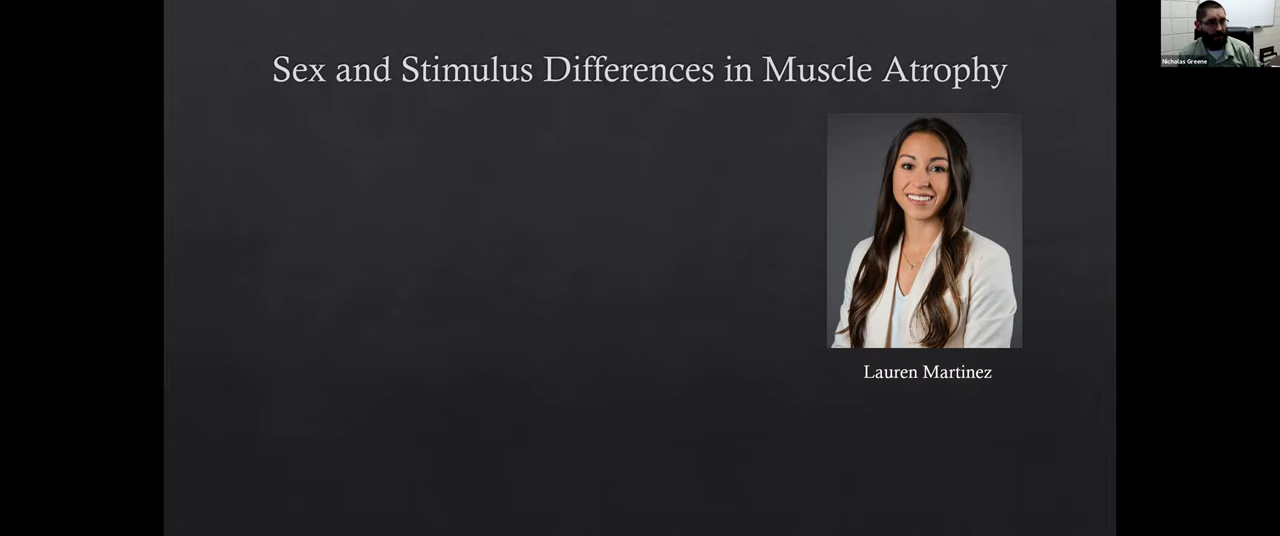 Sex and Stimulus Differences in Muscle Atrophy
Nicholas Greene
Lauren Martinez